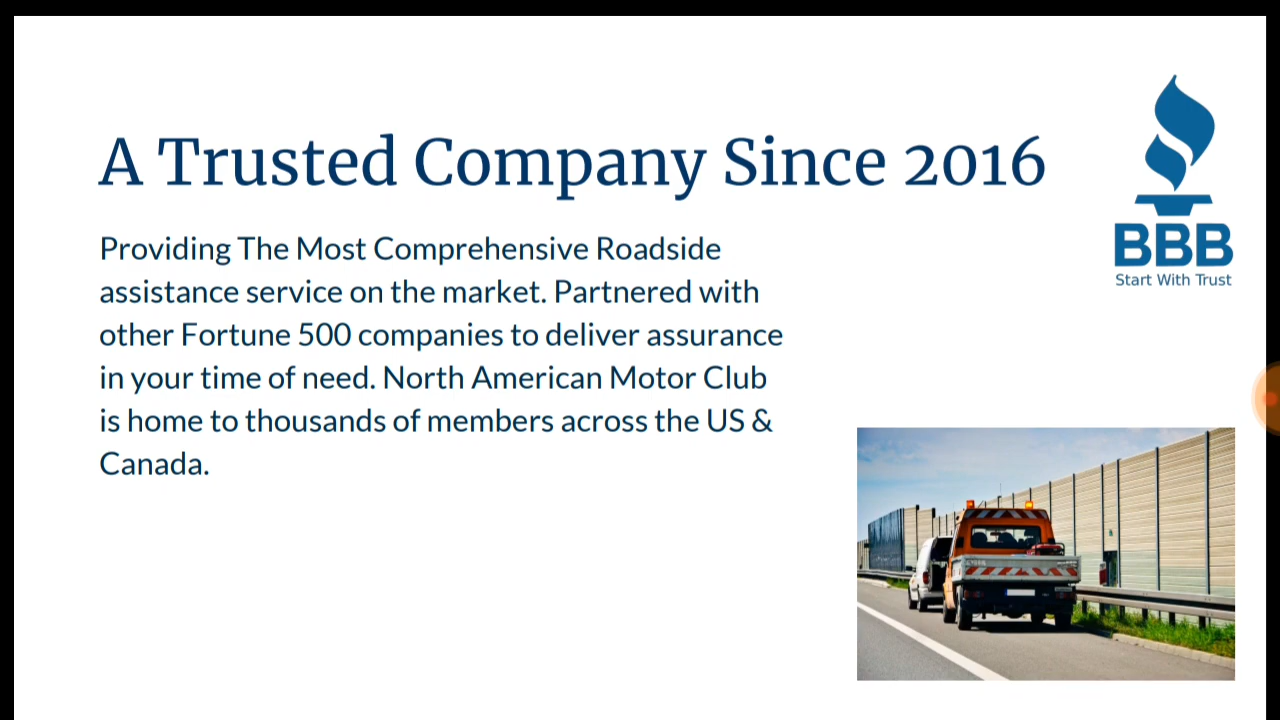 A Trusted Company Since 2016
BBB
Start With Trust
Providing The Most Comprehensive Roadside
assistance service on the market. Partnered with
other Fortune 500 companies to deliver assurance
in your time of need. North American Motor Club
is home to thousands of members across the US &
Canada.